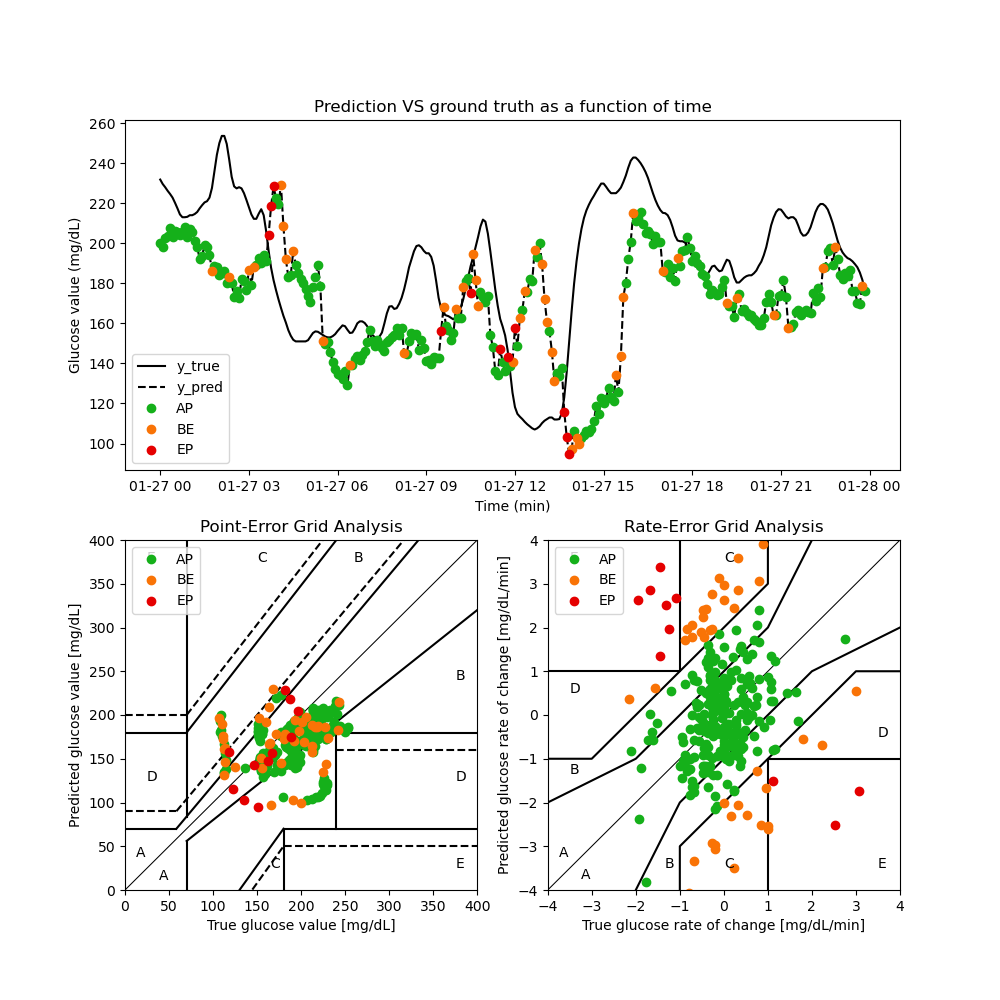 Prediction VS ground truth as a function of time
Glucose value (mg/dL)
260
240
220
200
180
160
140
120
100
y_true
y_pred
AP
BE
EP
01-27 00 01-27 03 01-27 06 01-27 09 01-27 12 01-27 15 01-27 18 01-27 21 01-28 00
Time (min)
Point-Error Grid Analysis
Predicted glucose value [mg/dL]
400
350
300
250
200
150
100
50
0
AP
BE
EP
C
B
B
D
D
A
A
C
E
0 50 100 150 200 250 300 350 400
True glucose value [mg/dL]
Rate-Error Grid Analysis
Predicted glucose rate of change [mg/dL/min]
4
3
2
1
0
−1
−2
−3
−4
AP
BE
EP
C
D
D
B
A
A
B
C
E
−4 −3 −2 −1 0 1 2 3 4
True glucose rate of change [mg/dL/min]